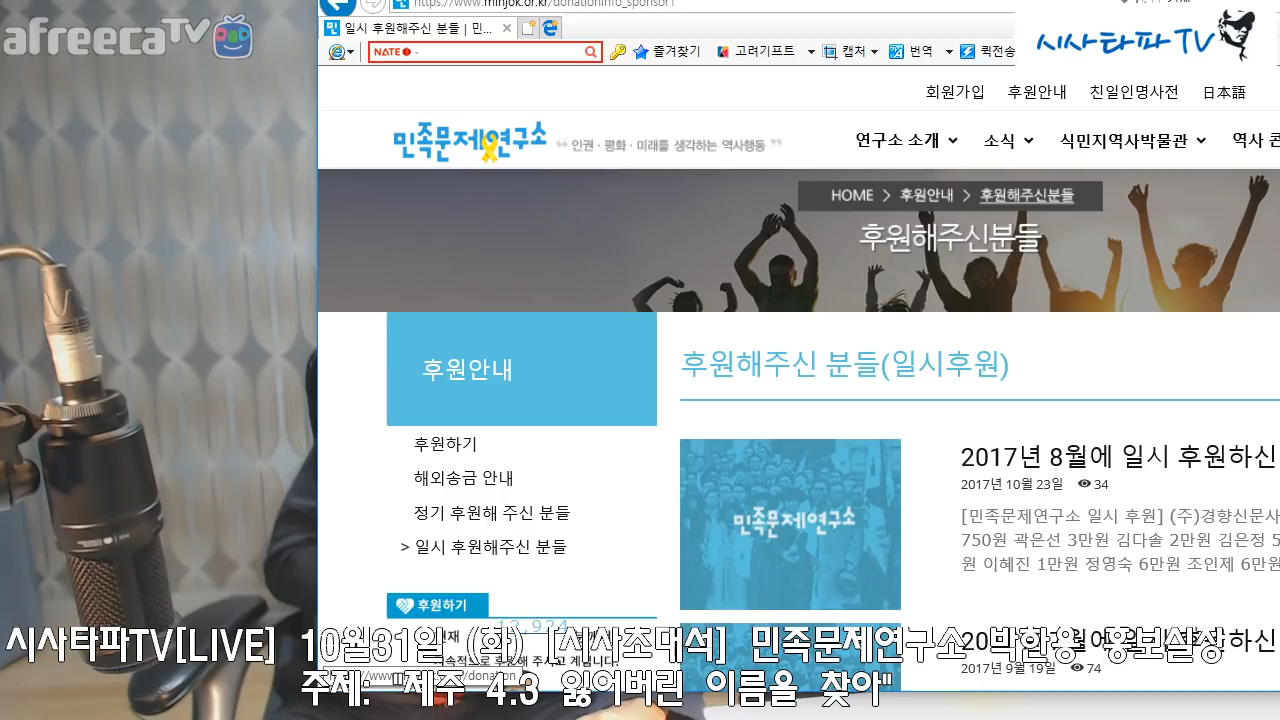 afreecaTV
https://www.minjok.or.kr/donationinfo_sponsor1
일시 후원해주신 분들 | 민...
시사타파TV
NATE
즐겨찾기
고려기프트
캡처
번역
퀵전송
회원가입 후원안내 친일인명사전 日本語
민족문제연구소
인권·평화·미래를 생각하는 역사행동
연구소 소개 소식 식민지역사박물관 역사 콘
HOME > 후원안내 > 후원해주신분들
후원해주신분들
후원안내
후원해주신 분들(일시후원)
후원하기
해외송금 안내
정기 후원해 주신 분들
> 일시 후원해주신 분들
민족문제연구소
2017년 8월에 일시 후원하신
2017년 10월 23일 34
[민족문제연구소 일시 후원] (주)경향신문사
750원 곽은선 3만원 김다솔 2만원 김은정 5
원 이혜진 1만원 정영숙 6만원 조인제 6만원
후원하기
12,924
현재
2017년 9월 19일 74
시사타파TV[LIVE] 10월31일 (화) [시사초대석] 민족문제연구소 박한용 홍보실장
주제: "제주 4.3 잃어버린 이름을 찾아"